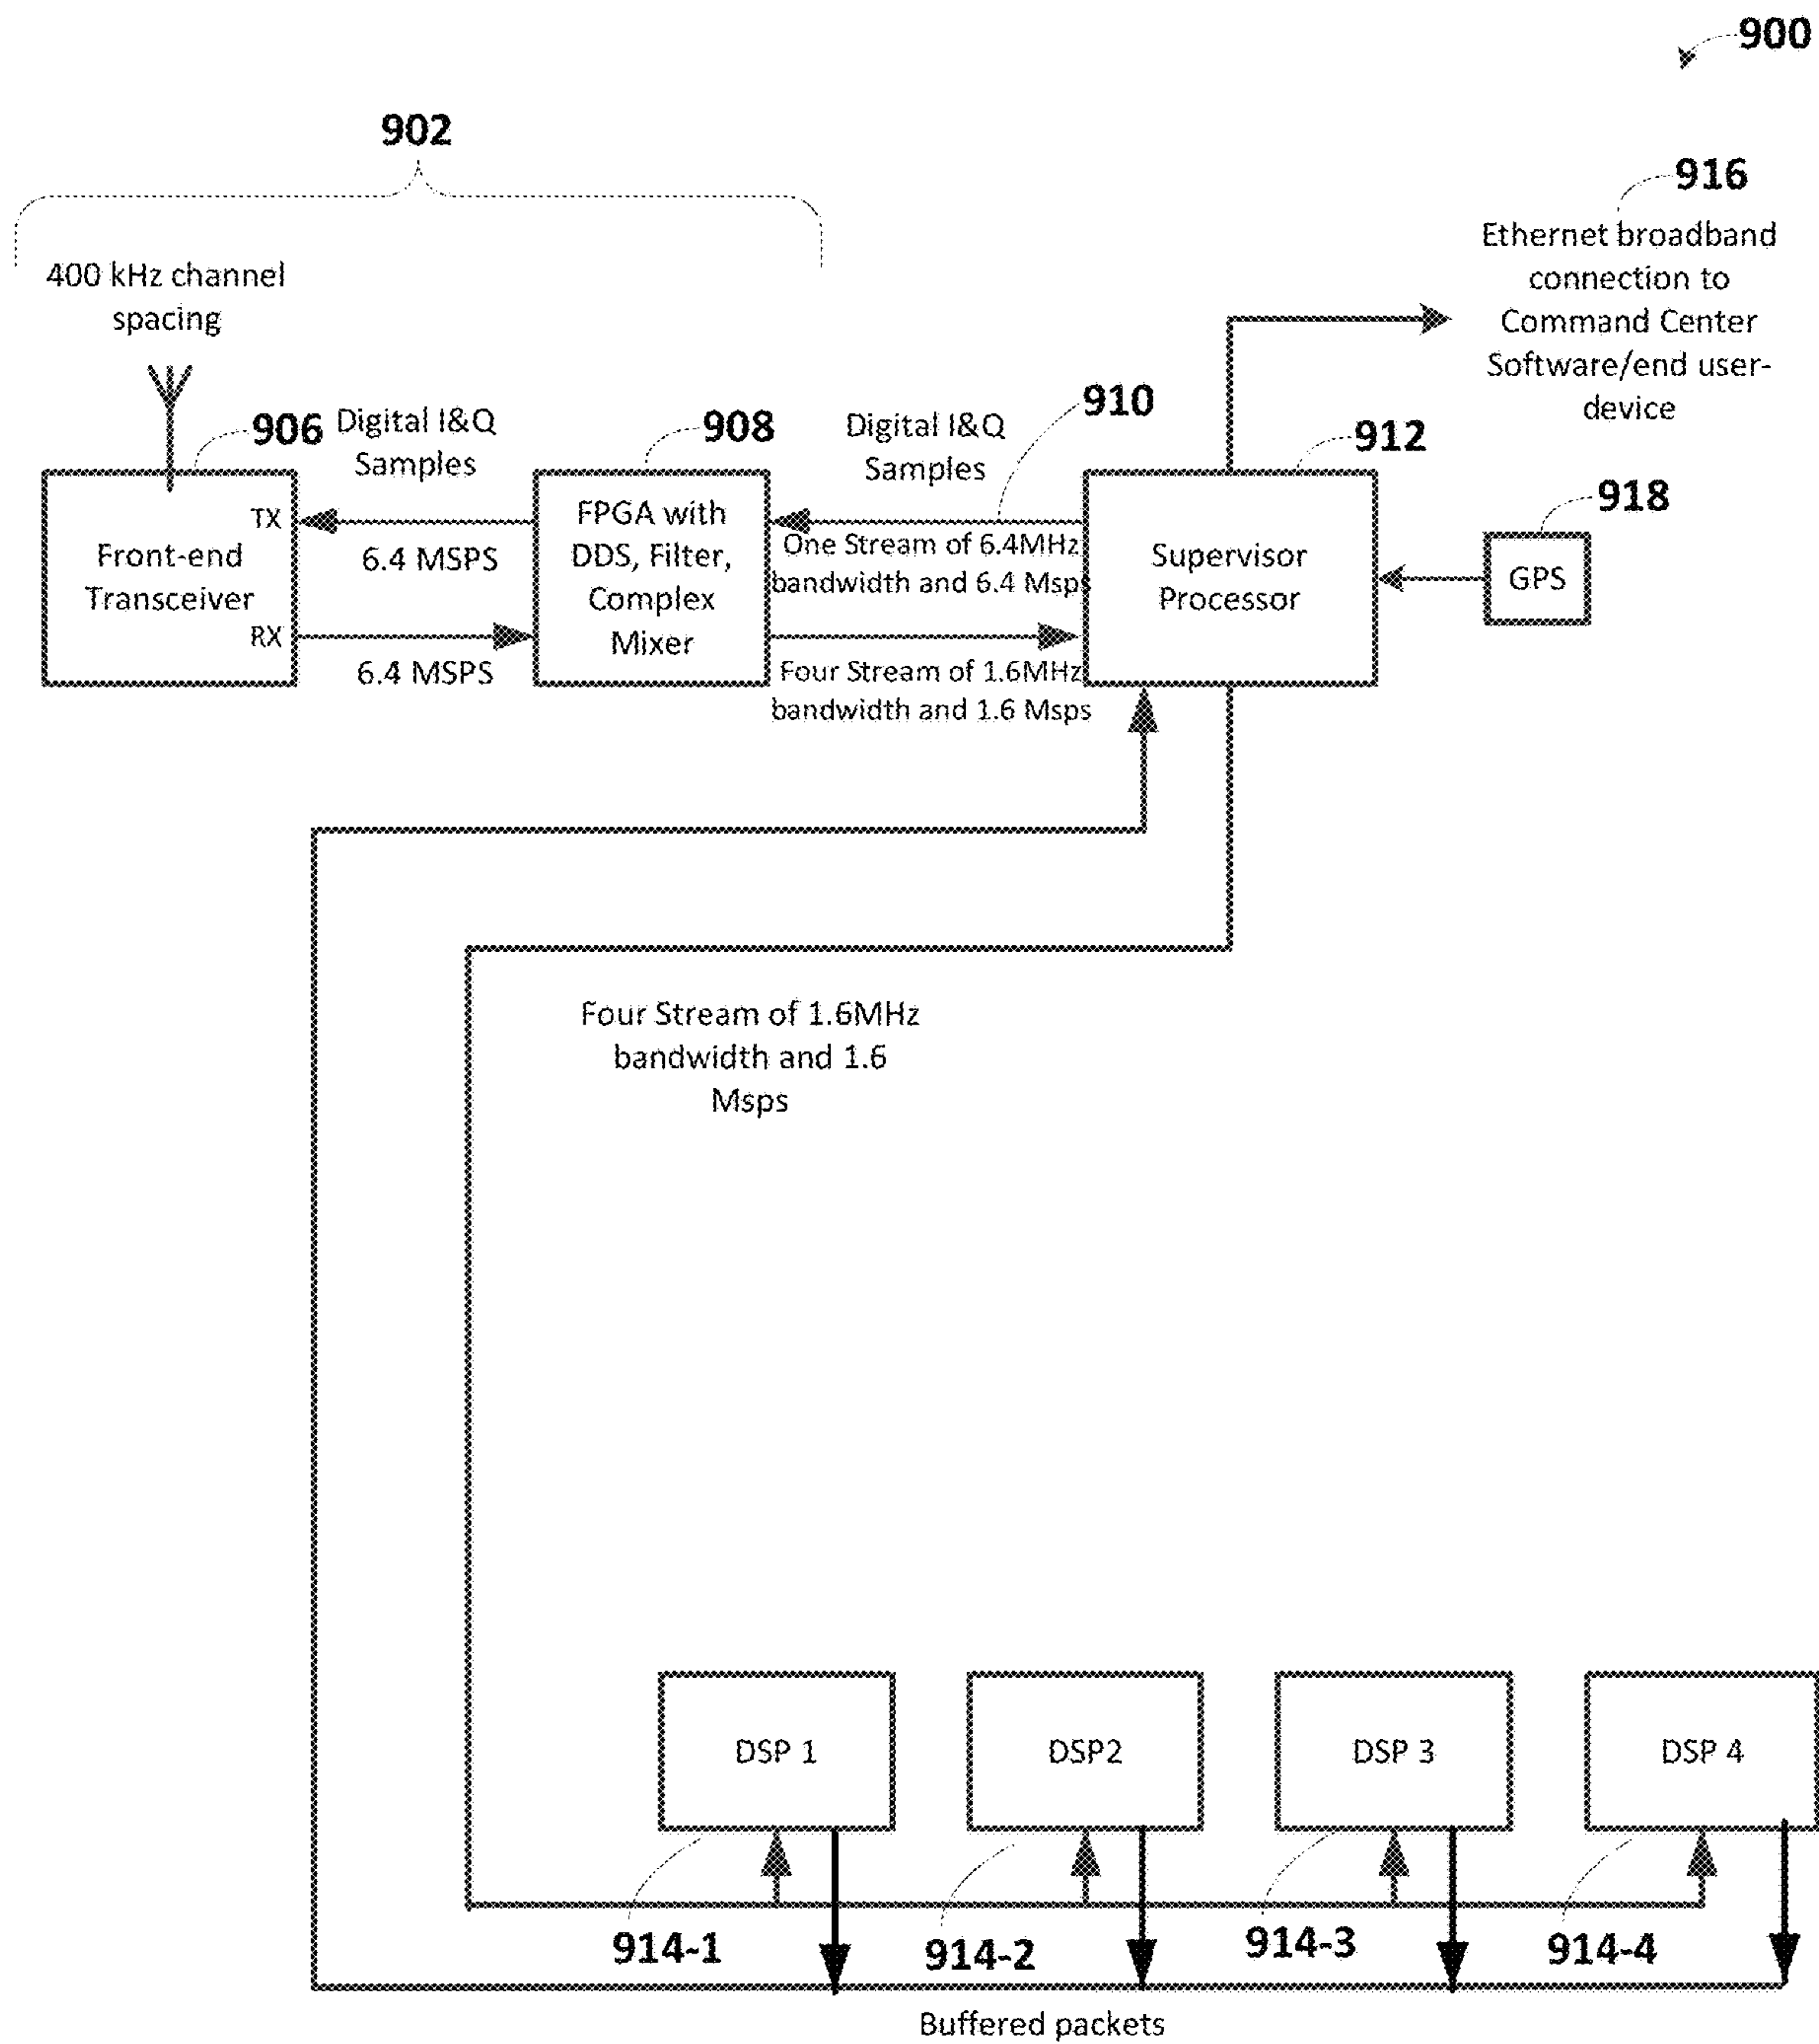 900
902
916
Ethernet broadband
connection to
Command Center
Software/end user-
device
400 kHz channel
spacing
906
Digital I&Q
Samples
908
Digital I&Q
Samples
910
912
918
TX
Front-end
Transceiver
RX
6.4 MSPS
6.4 MSPS
FPGA with
DDS, Filter,
Complex
Mixer
One Stream of 6.4MHz
bandwidth and 6.4 Msps
Four Stream of 1.6MHz
bandwidth and 1.6 Msps
Supervisor
Processor
GPS
Four Stream of 1.6MHz
bandwidth and 1.6
Msps
DSP 1
DSP2
DSP 3
DSP 4
914-1
914-2
914-3
914-4
Buffered packets